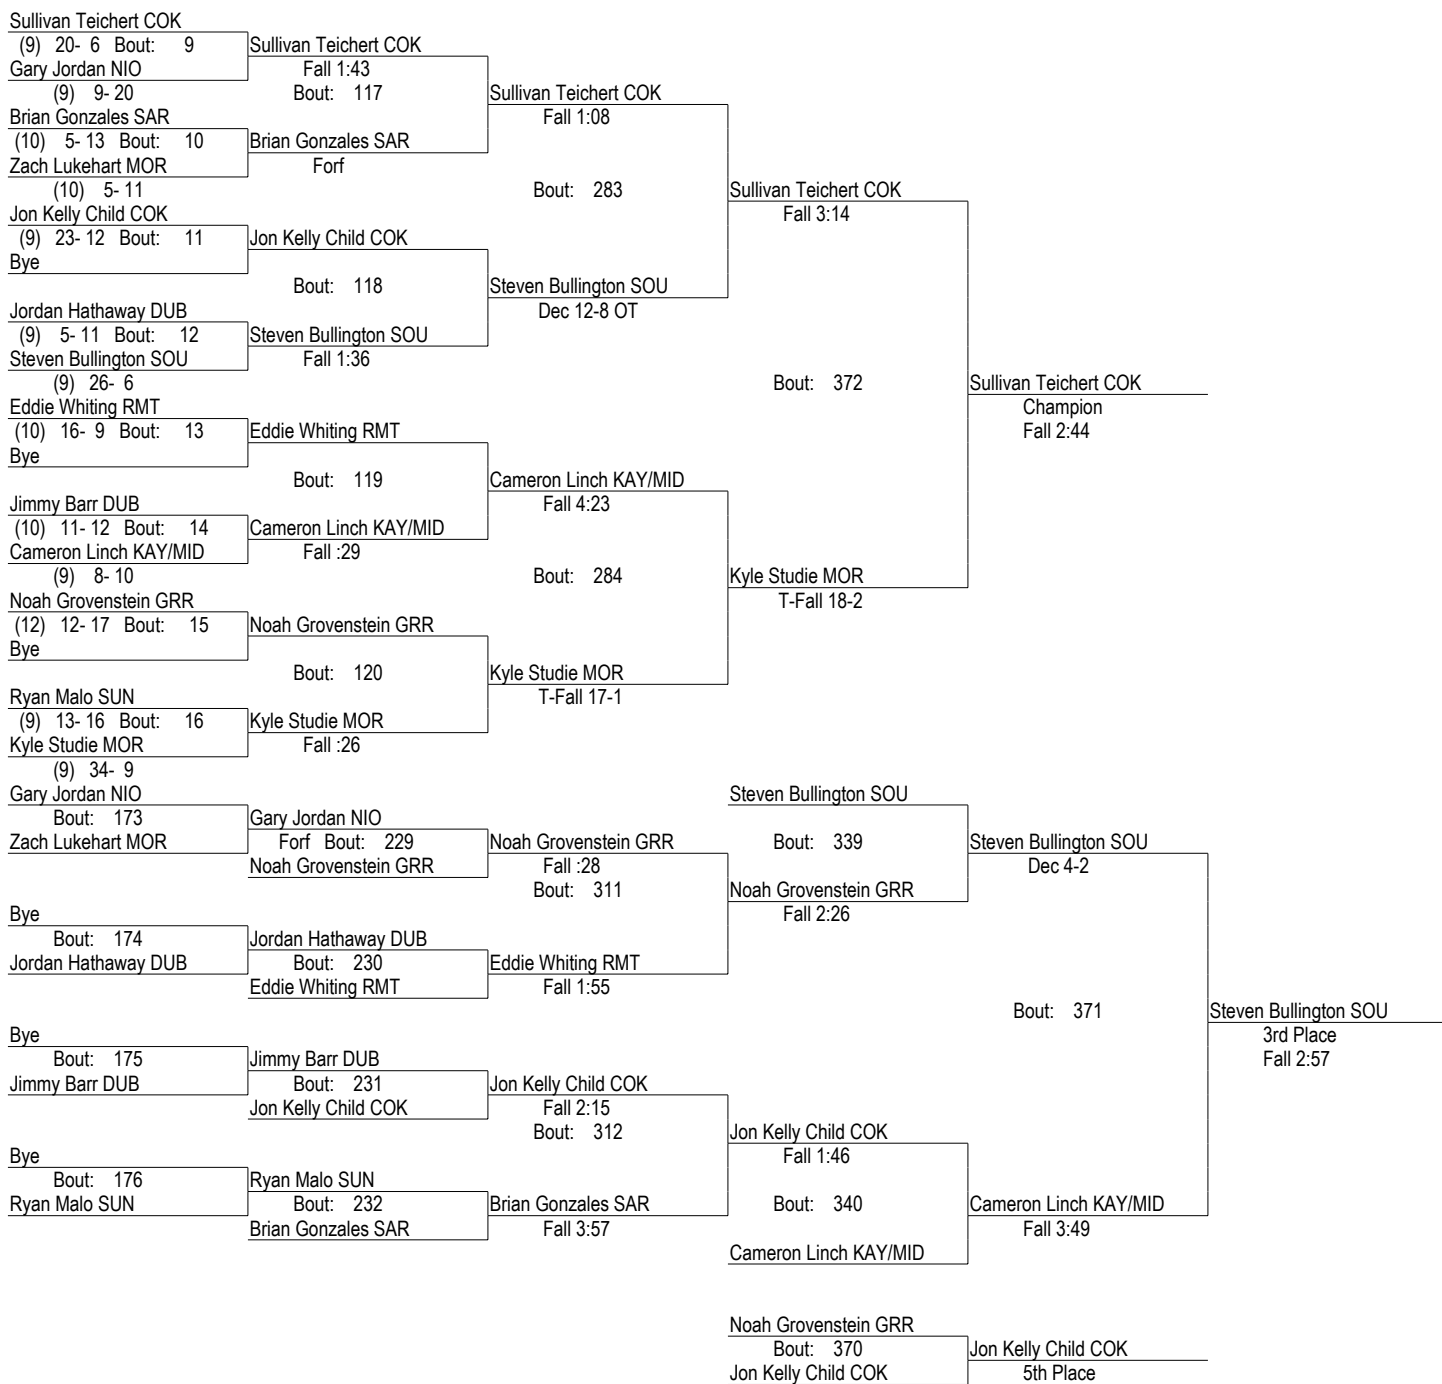 Sullivan Teichert COK
(9) 20- 6 Bout: 9 Sullivan Teichert COK
Gary Jordan NIO Fall 1:43
(9) 9- 20 Bout: 117 Sullivan Teichert COK
Brian Gonzales SAR Fall 1:08
(10) 5- 13 Bout: 10 Brian Gonzales SAR
Zach Lukehart MOR Forf
(10) 5- 11 Bout: 283 Sullivan Teichert COK
Jon Kelly Child COK Fall 3:14
(9) 23- 12 Bout: 11 Jon Kelly Child COK
Bye
Bout: 118 Steven Bullington SOU
Jordan Hathaway DUB Dec 12-8 OT
(9) 5- 11 Bout: 12 Steven Bullington SOU
Steven Bullington SOU Fall 1:36
(9) 26- 6 Bout: 372 Sullivan Teichert COK
Eddie Whiting RMT Champion
(10) 16- 9 Bout: 13 Eddie Whiting RMT Fall 2:44
Bye
Bout: 119 Cameron Linch KAY/MID
Jimmy Barr DUB Fall 4:23
(10) 11- 12 Bout: 14 Cameron Linch KAY/MID
Cameron Linch KAY/MID Fall :29
(9) 8- 10 Bout: 284 Kyle Studie MOR
Noah Grovenstein GRR T-Fall 18-2
(12) 12- 17 Bout: 15 Noah Grovenstein GRR
Bye
Bout: 120 Kyle Studie MOR
Ryan Malo SUN T-Fall 17-1
(9) 13- 16 Bout: 16 Kyle Studie MOR
Kyle Studie MOR Fall :26
(9) 34- 9
Gary Jordan NIO Steven Bullington SOU
Bout: 173 Gary Jordan NIO
Zach Lukehart MOR Forf Bout: 229 Noah Grovenstein GRR Bout: 339 Steven Bullington SOU
Noah Grovenstein GRR Fall :28 Dec 4-2
Bout: 311 Noah Grovenstein GRR
Bye Fall 2:26
Bout: 174 Jordan Hathaway DUB
Jordan Hathaway DUB Bout: 230 Eddie Whiting RMT
Eddie Whiting RMT Fall 1:55
Bout: 371 Steven Bullington SOU
Bye 3rd Place
Bout: 175 Jimmy Barr DUB Fall 2:57
Jimmy Barr DUB Bout: 231 Jon Kelly Child COK
Jon Kelly Child COK Fall 2:15
Bout: 312 Jon Kelly Child COK
Bye Fall 1:46
Bout: 176 Ryan Malo SUN
Ryan Malo SUN Bout: 232 Brian Gonzales SAR Bout: 340 Cameron Linch KAY/MID
Brian Gonzales SAR Fall 3:57 Fall 3:49
Cameron Linch KAY/MID
Noah Grovenstein GRR
Bout: 370 Jon Kelly Child COK
Jon Kelly Child COK 5th Place